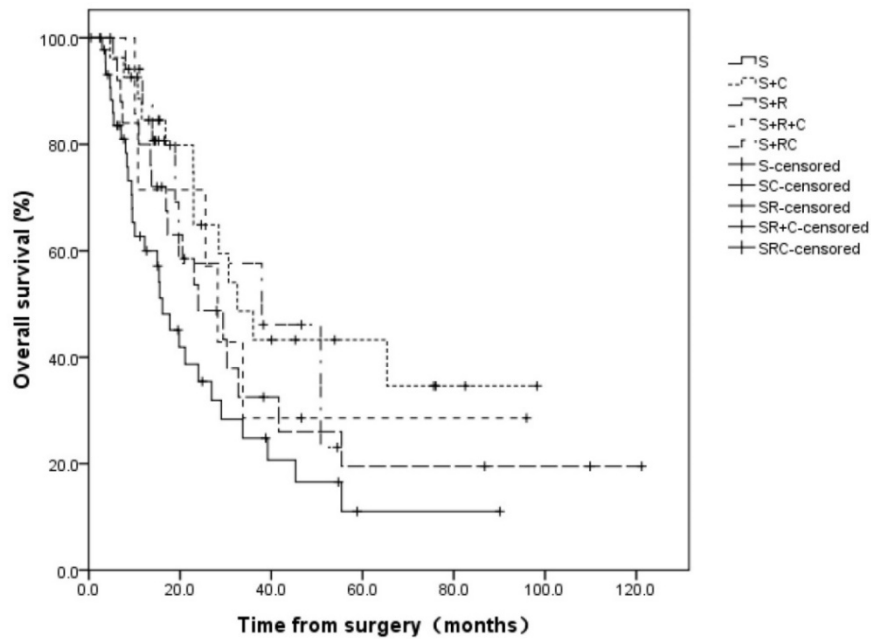 Overall survival (%)
100.0
80.0
60.0
40.0
20.0
0.0
0.0 20.0 40.0 60.0 80.0 100.0 120.0
Time from surgery（months）
S
S+C
S+R
S+R+C
S+RC
S-censored
SC-censored
SR-censored
SR+C-censored
SRC-censored